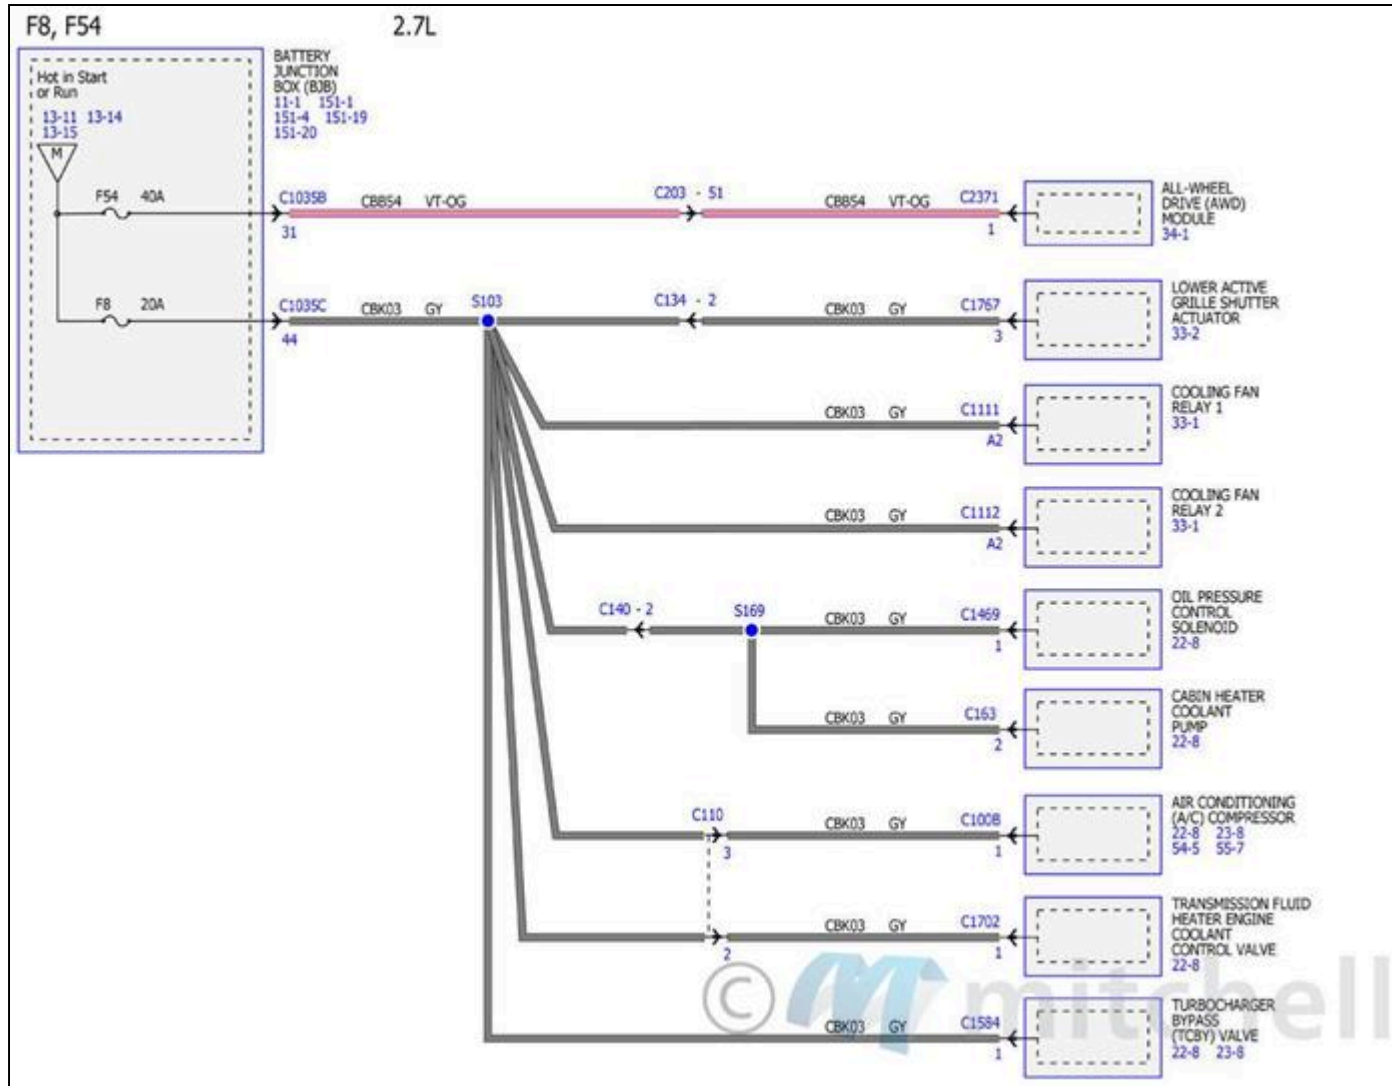 F8, F54
2.7L
Hot in Start
or Run
13-11 13-14
13-15
M
F54 40A
F8 20A
BATTERY
JUNCTION
BOX (BJB)
11-1 151-1
151-4 151-19
151-20
C1035B
31
CBB54 VT-OG
C203 - 51
CBB54 VT-OG
C2371
1
ALL-WHEEL
DRIVE (AWD)
MODULE
34-1
C1035C
44
CBK03 GY
S103
C134 - 2
CBK03 GY
C1767
3
LOWER ACTIVE
GRILLE SHUTTER
ACTUATOR
33-2
CBK03 GY
C1111
A2
COOLING FAN
RELAY 1
33-1
CBK03 GY
C1112
A2
COOLING FAN
RELAY 2
33-1
C140 - 2
S169
CBK03 GY
C1469
1
OIL PRESSURE
CONTROL
SOLENOID
22-8
CBK03 GY
C163
2
CABIN HEATER
COOLANT
PUMP
22-8
C110
3
CBK03 GY
C100B
1
AIR CONDITIONING
(A/C) COMPRESSOR
22-8 23-8
54-5 55-7
2
CBK03 GY
C1702
1
TRANSMISSION FLUID
HEATER ENGINE
COOLANT
CONTROL VALVE
22-8
CBK03 GY
C1584
1
TURBOCHARGER
BYPASS
(TCBY) VALVE
22-8 23-8
© mitchell